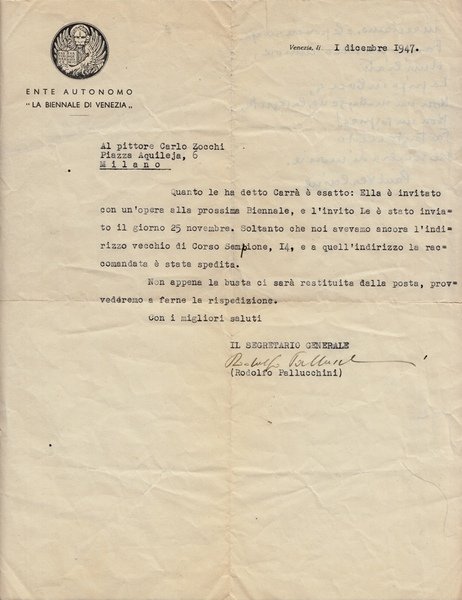 Venezia, li I dicembre 1947.
ENTE AUTONOMO
"LA BIENNALE DI VENEZIA„
Al pittore Carlo Zocchi
Piazza Aquileja, 6
Milano
Quanto le ha detto Carrà è esatto: Ella è invitato
con un'opera alla prossima Biennale, e l'invito Le è stato invia=
to il giorno 25 novembre. Soltanto che noi avevamo ancora l'indi=
rizzo vecchio di Corso Sempione, I4, e a quell'indirizzo la rac=
comandata è stata spedita.
Non appena la busta ci sarà restituita dalla posta, prov=
vederemo a farne la rispedizione.
Con i migliori saluti
IL SEGRETARIO GENERALE
Rodolfo Pallucchini
(Rodolfo Pallucchini)